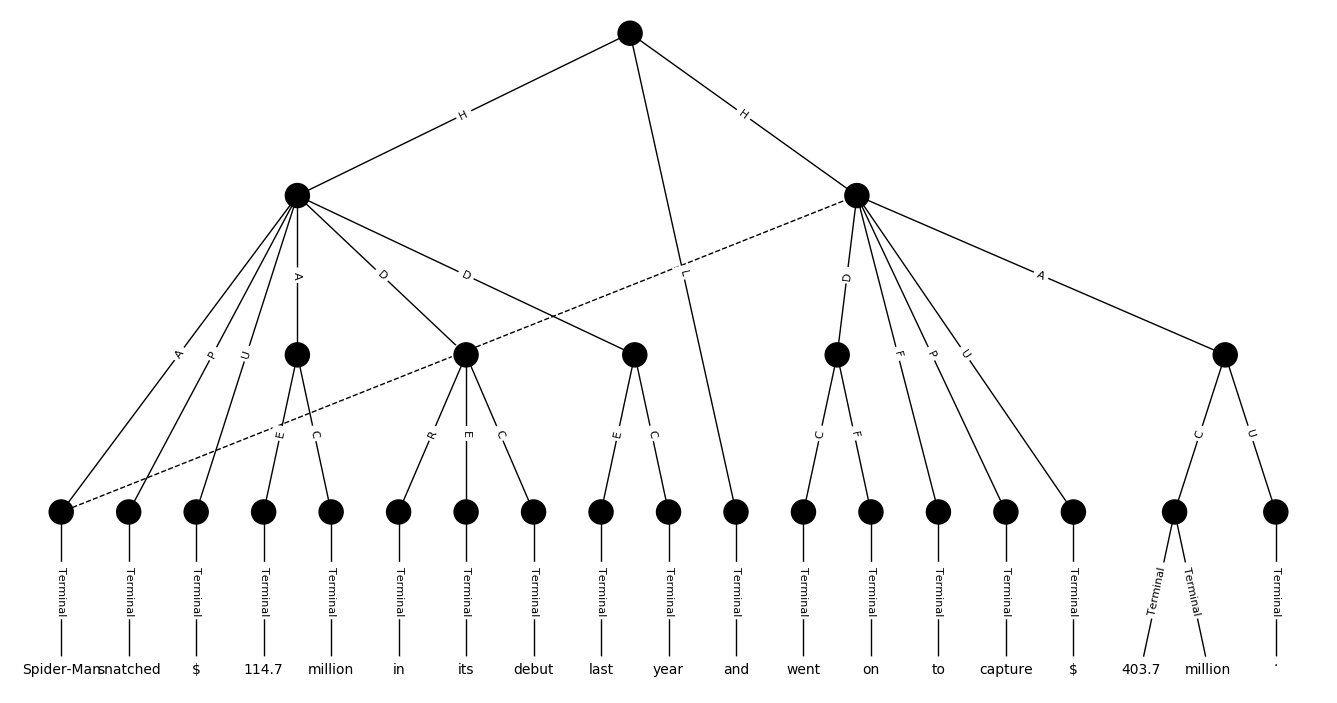 H H
A P U A D D L D F P U A
E C R E C E C C F C U
Terminal Terminal Terminal Terminal Terminal Terminal Terminal Terminal Terminal Terminal Terminal Terminal Terminal Terminal Terminal Terminal Terminal Terminal Terminal
Spider-Man snatched $ 114.7 million in its debut last year and went on to capture $ 403.7 million .